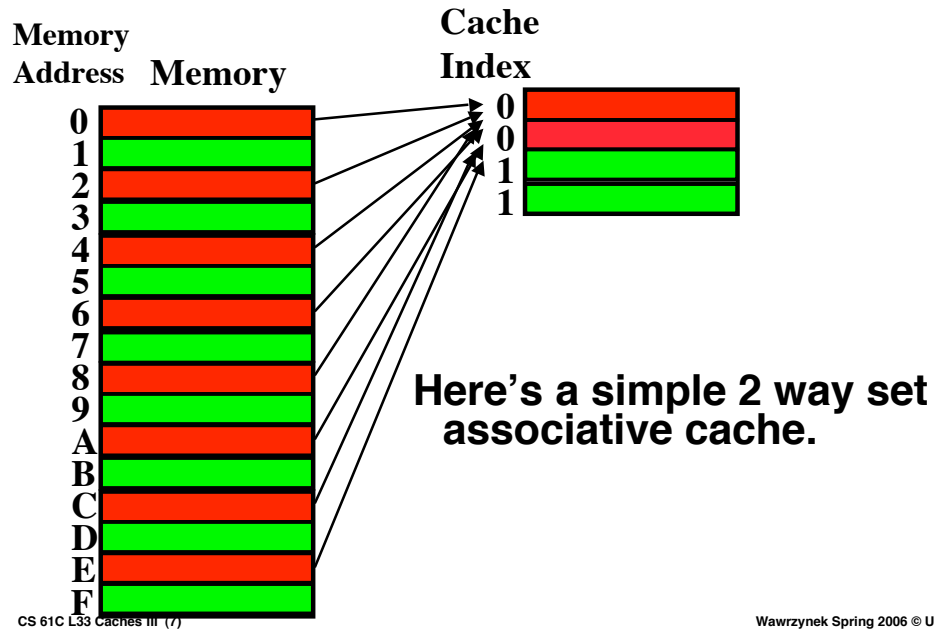 Memory
Address
Memory
0
1
2
3
4
5
6
7
8
9
A
B
C
D
E
F
Cache
Index
0
0
1
1
Here’s a simple 2 way set
associative cache.
CS 61C L33 Caches III (7)
Wawrzynek Spring 2006 © U